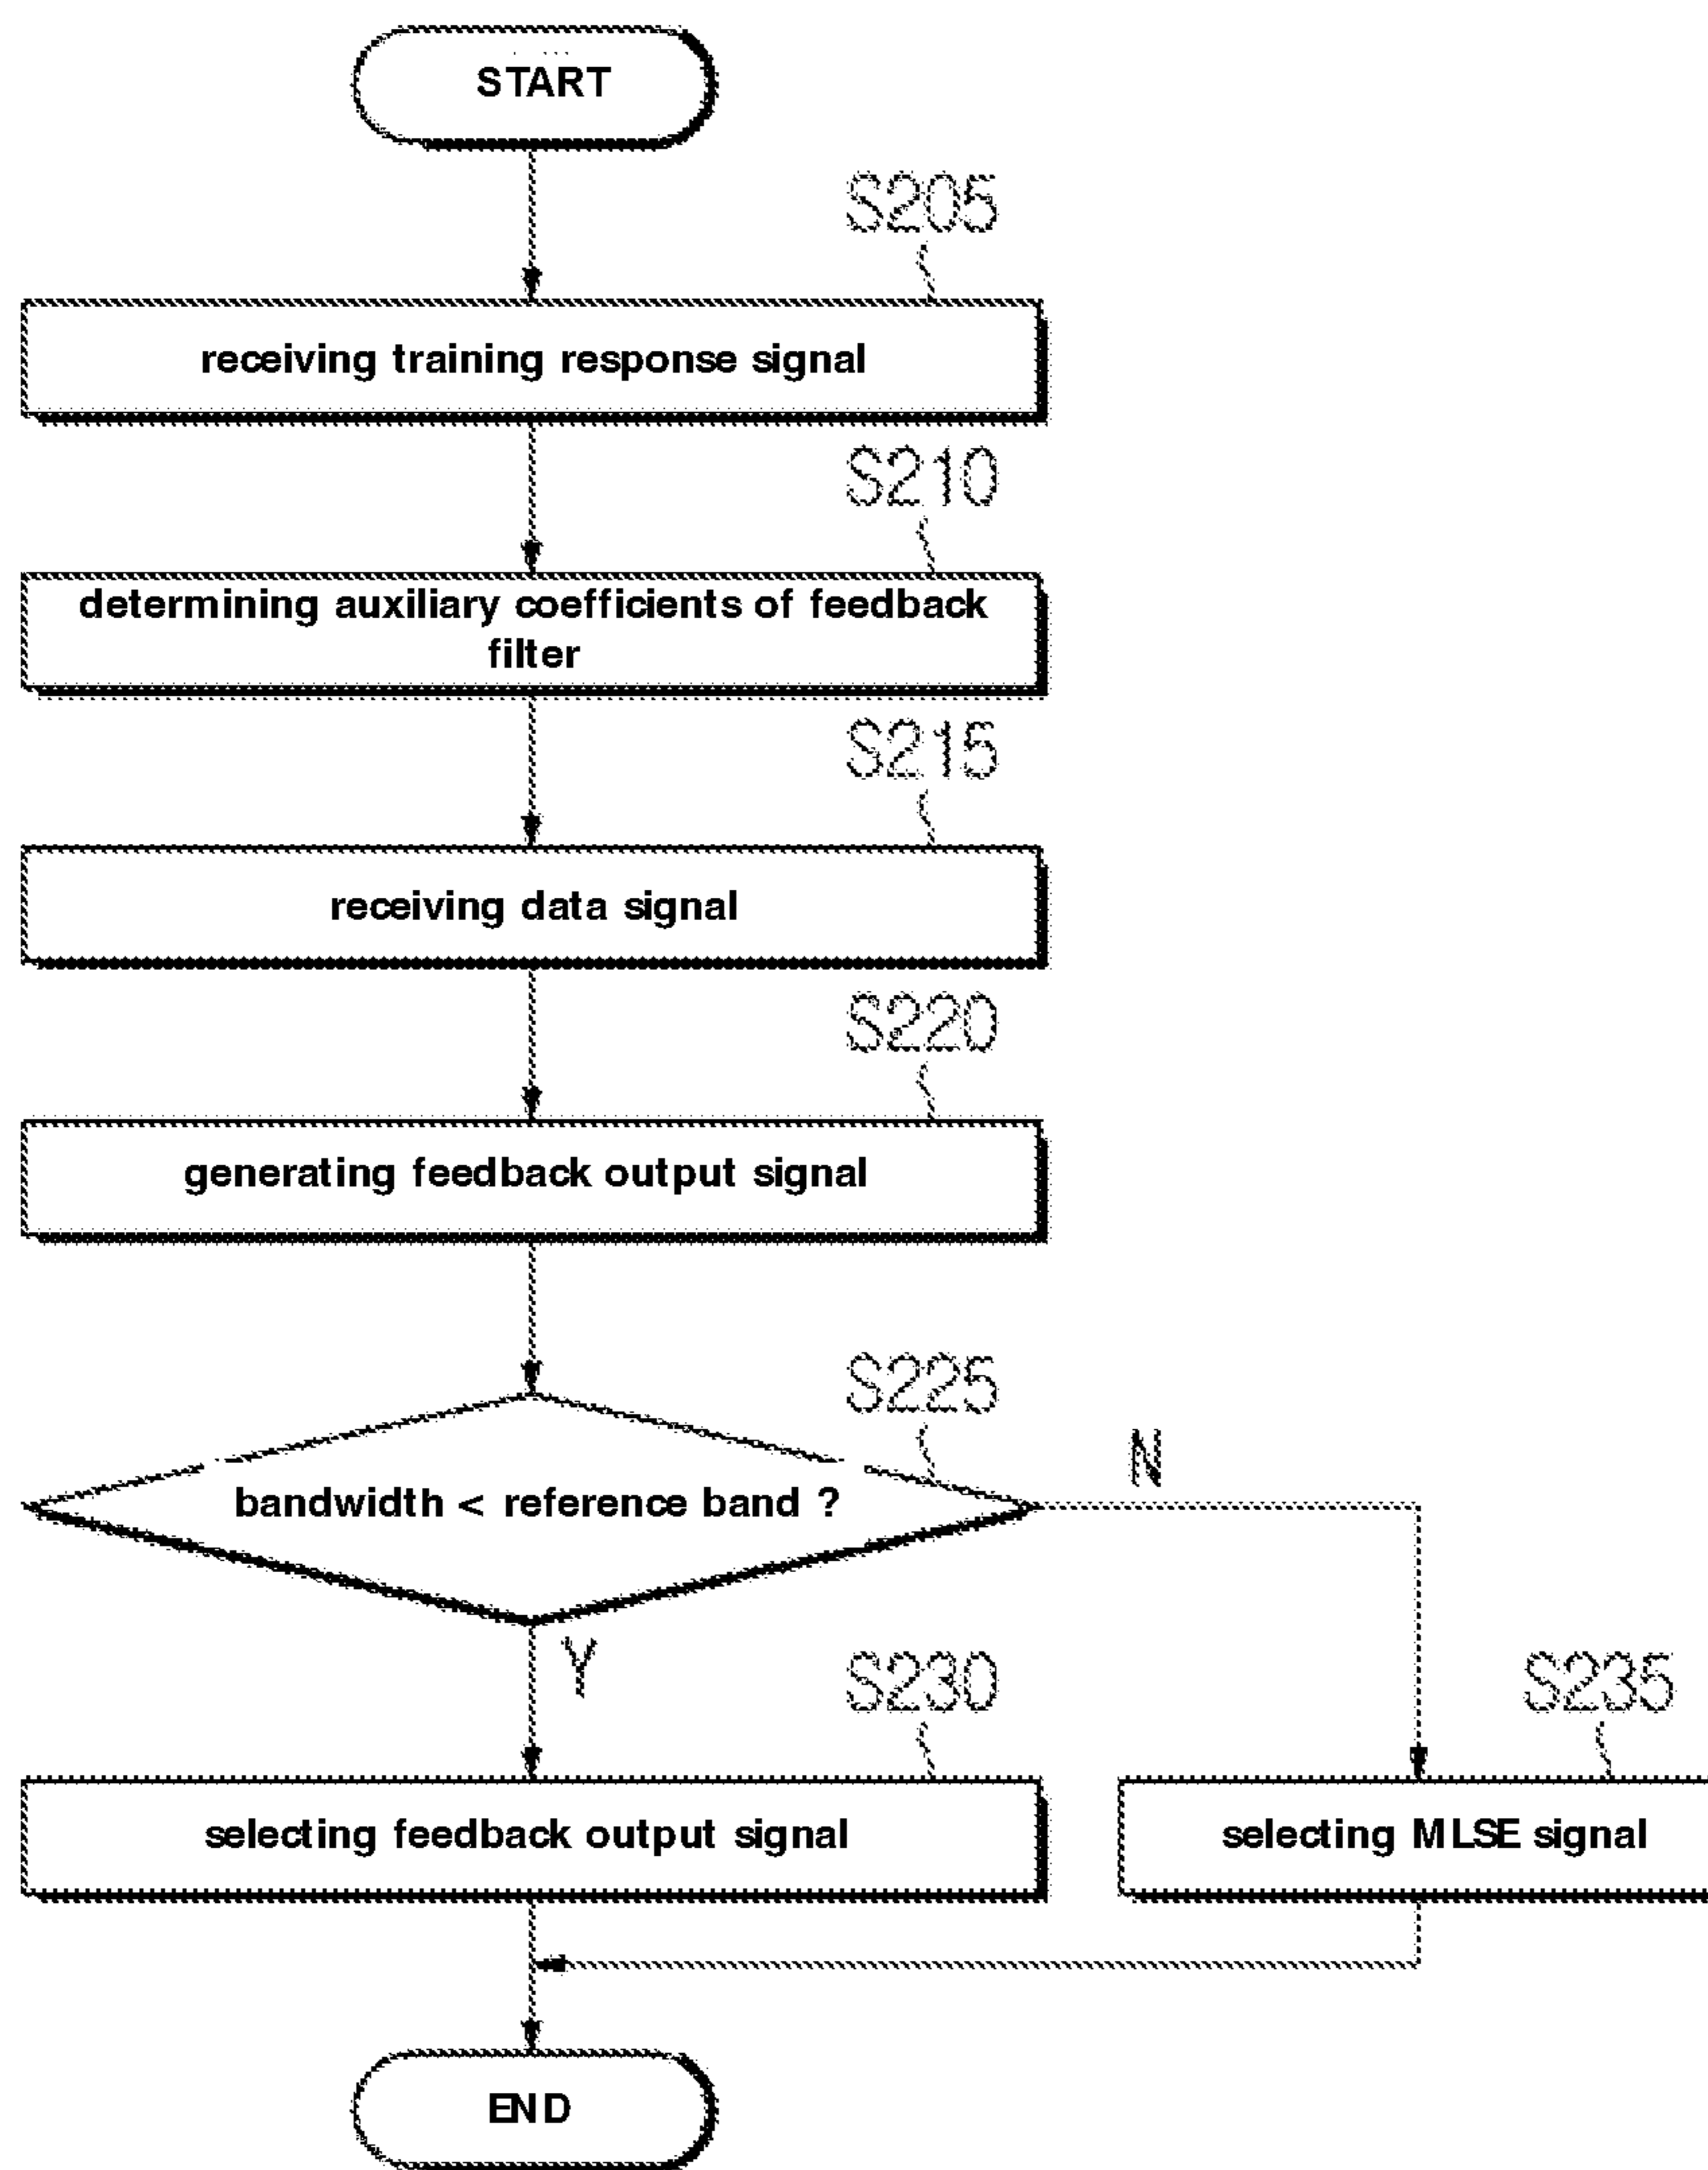 START
S205
receiving training response signal
S210
determining auxiliary coefficients of feedback
filter
S215
receiving data signal
S220
generating feedback output signal
S225
N
bandwidth < reference band ?
Y
S230
S235
selecting feedback output signal
selecting MLSE signal
END